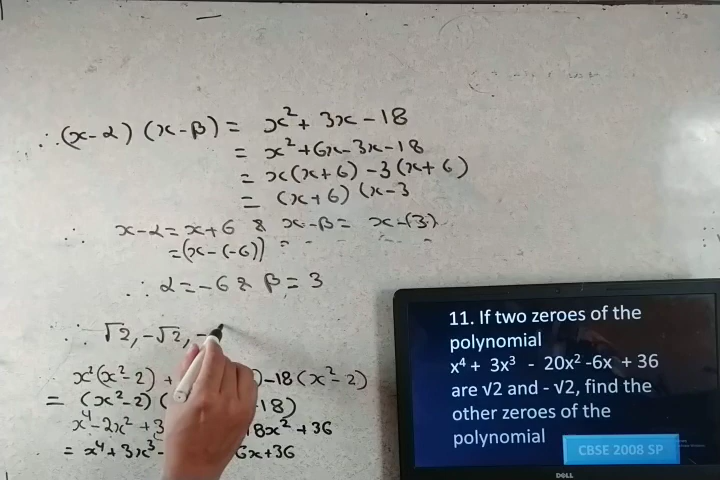 ∴ (x-α) (x-β) = x² + 3x - 18
= x² + 6x - 3x - 18
= x(x+6) - 3(x+6)
= (x+6) (x-3
∴ x-α = x+6 & x-β = x-(3)
= (x-(-6))
∴ α = -6 & β = 3
∴ √2, -√2, -
x²(x²-2) + )-18(x²-2)
= (x²-2) ( 18)
x⁴-2x²+3 18x²+36
= x⁴+3x³- 6x+36
11. If two zeroes of the
polynomial
x⁴ + 3x³ - 20x² -6x + 36
are √2 and - √2, find the
other zeroes of the
polynomial
CBSE 2008 SP
DELL